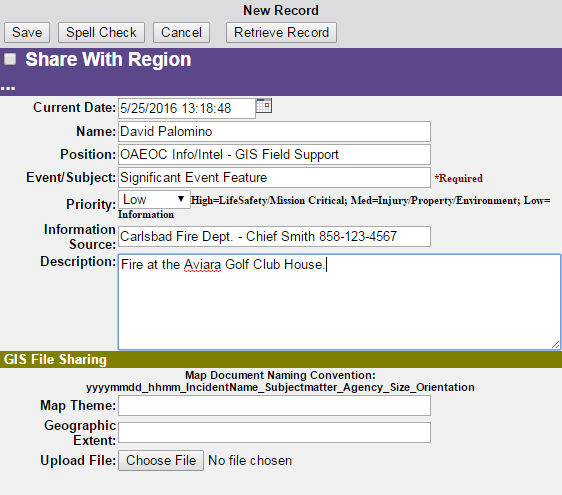 New Record
Save Spell Check Cancel Retrieve Record
Share With Region
...
Current Date: 5/25/2016 13:18:48
Name: David Palomino
Position: OAEOC Info/Intel - GIS Field Support
Event/Subject: Significant Event Feature *Required
Priority: Low High=LifeSafety/Mission Critical; Med=Injury/Property/Environment; Low=
Information
Information
Source: Carlsbad Fire Dept. - Chief Smith 858-123-4567
Description: Fire at the Aviara Golf Club House.
GIS File Sharing
Map Document Naming Convention:
yyyymmdd_hhmm_IncidentName_Subjectmatter_Agency_Size_Orientation
Map Theme:
Geographic
Extent:
Upload File: Choose File No file chosen